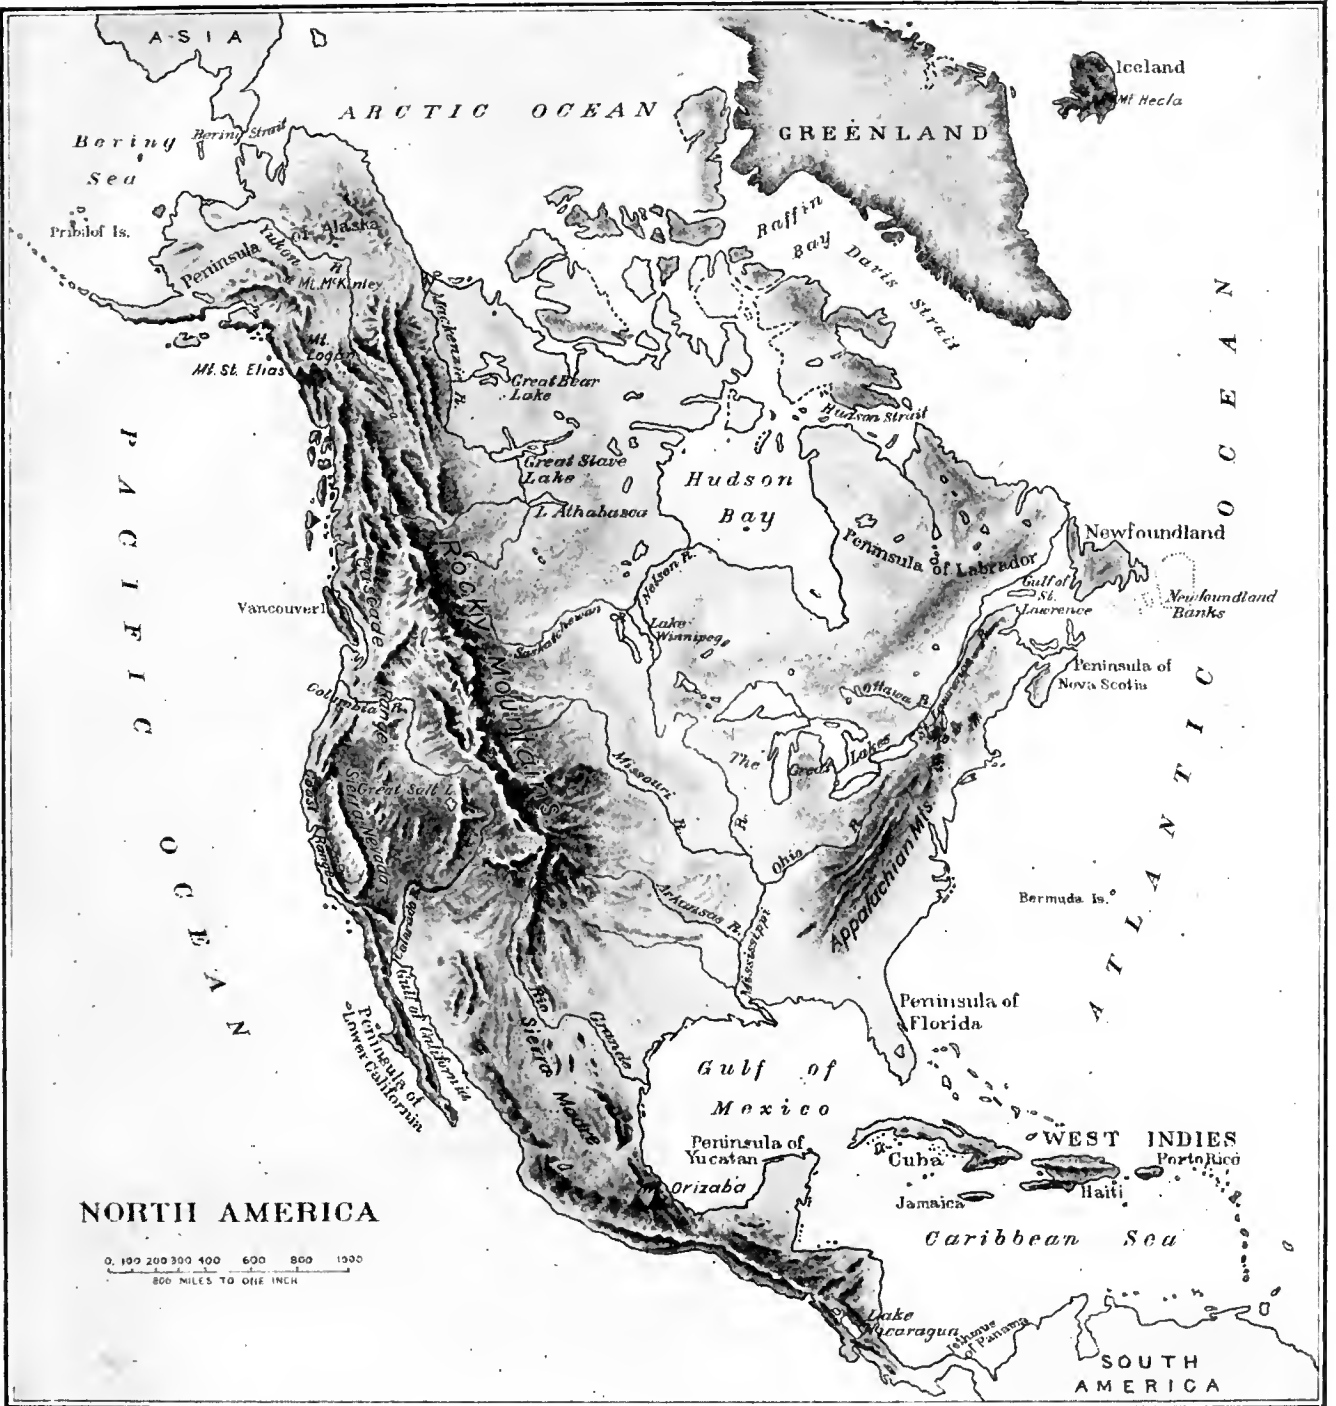 ASIA
ARCTIC OCEAN
Iceland
Mt Hecla
GREENLAND
Bering Strait
Bering
Sea
Pribilof Is.
Peninsula of Alaska
Yukon R.
Mt. McKinley
Baffin
Bay
Davis Strait
Mackenzie R.
Mt.
Logan
Mt. St. Elias
Great Bear
Lake
Hudson Strait
Great Slave
Lake
Hudson
Bay
L. Athabasca
Newfoundland
Peninsula of Labrador
Nelson R.
Gulf of
St.
Lawrence
Newfoundland
Banks
Vancouver I.
Cascade Range
ROCKY Mountains
Saskatchewan
Lake
Winnipeg
Peninsula of
Nova Scotia
Ottawa R.
St. Lawrence R.
Columbia R.
Missouri R.
The Great Lakes
Great Salt L.
Coast Range
Sierra Nevada
Ohio R.
Appalachian Mts.
Arkansas R.
Mississippi
R.
Bermuda Is.
Colorado R.
PACIFIC OCEAN
ATLANTIC OCEAN
Gulf of California
Peninsula of
Lower California
Rio Grande
Sierra Madre
Peninsula of
Florida
Gulf of
Mexico
WEST INDIES
Peninsula of
Yucatan
Cuba
Porto Rico
Orizaba
Jamaica
Haiti
Caribbean Sea
NORTH AMERICA
0 100 200 300 400 600 800 1000
800 MILES TO ONE INCH
Lake
Nicaragua
Isthmus
of Panama
SOUTH
AMERICA